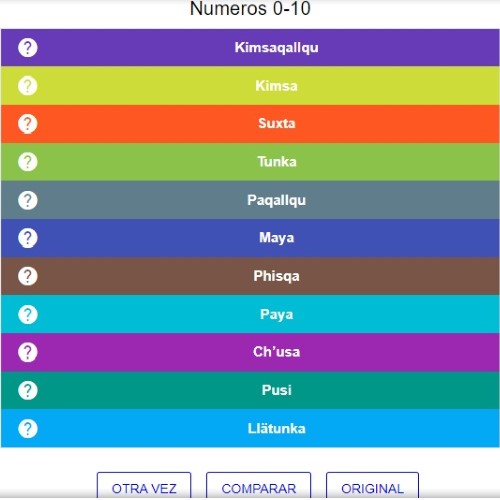 Numeros 0-10
? Kimsaqallqu
? Kimsa
? Suxta
? Tunka
? Paqallqu
? Maya
? Phisqa
? Paya
? Ch'usa
? Pusi
? Llätunka
OTRA VEZ COMPARAR ORIGINAL